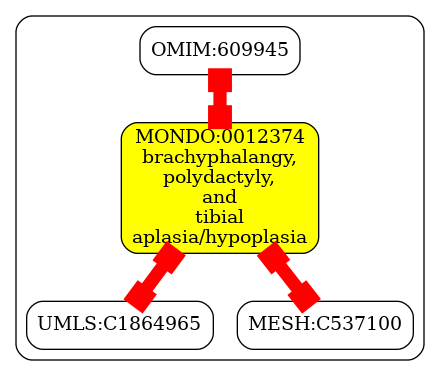 OMIM:609945
MONDO:0012374
brachyphalangy,
polydactyly,
and
tibial
aplasia/hypoplasia
UMLS:C1864965
MESH:C537100